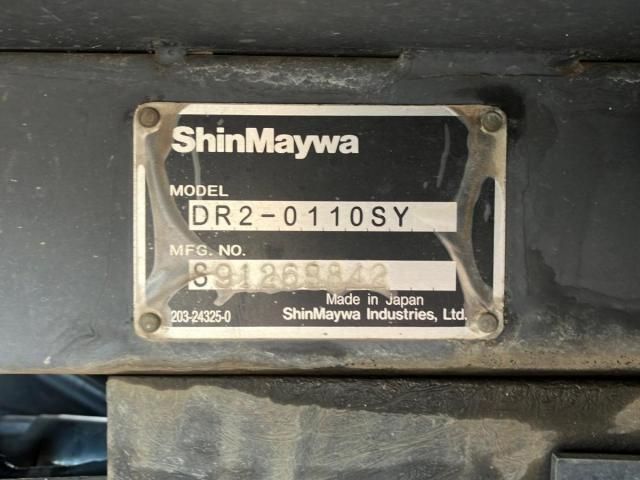 ShinMaywa
MODEL
DR2-0110SY
MFG. NO.
S91268842
Made in Japan
203-24325-0
ShinMaywa Industries, Ltd.